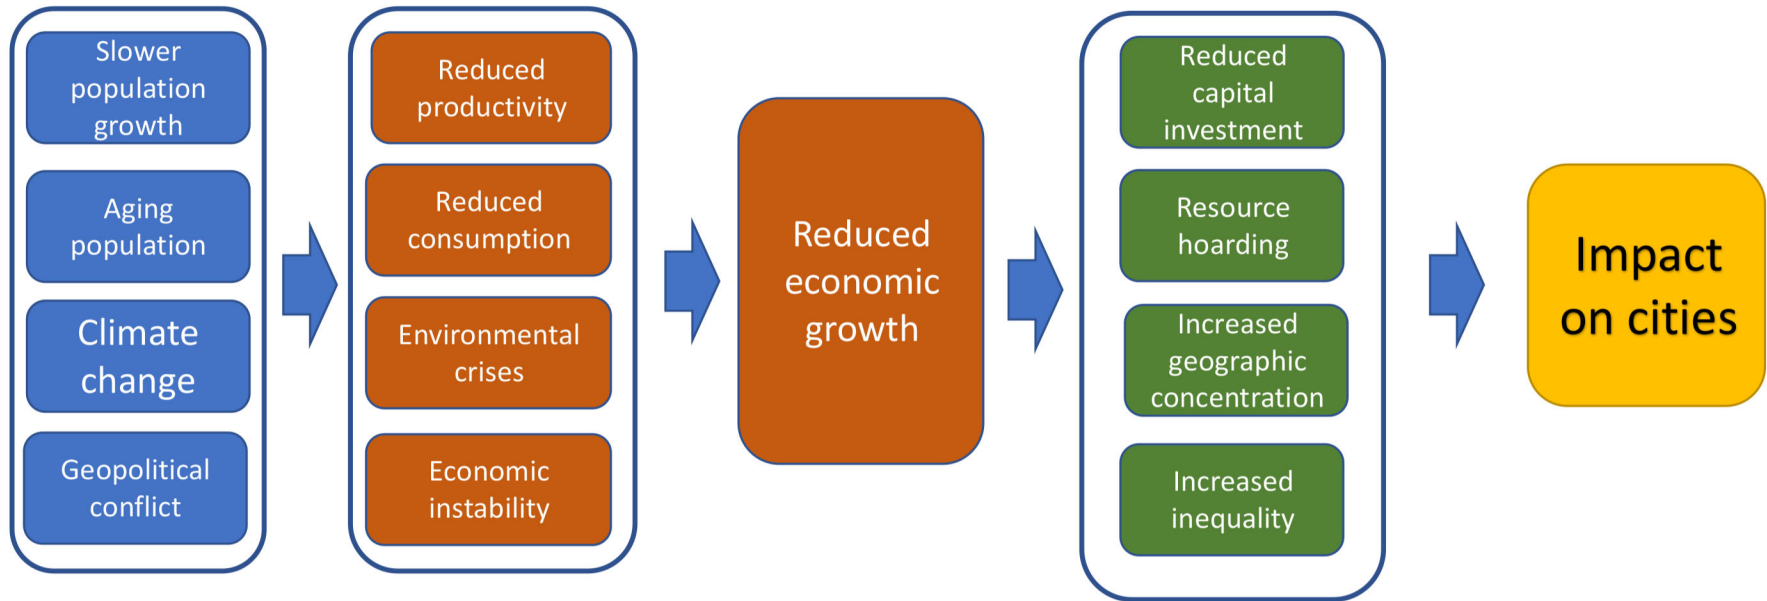 Slower
population
growth
Aging
population
Climate
change
Geopolitical
conflict
Reduced
productivity
Reduced
consumption
Environmental
crises
Economic
instability
Reduced
economic
growth
Reduced
capital
investment
Resource
hoarding
Increased
geographic
concentration
Increased
inequality
Impact
on cities